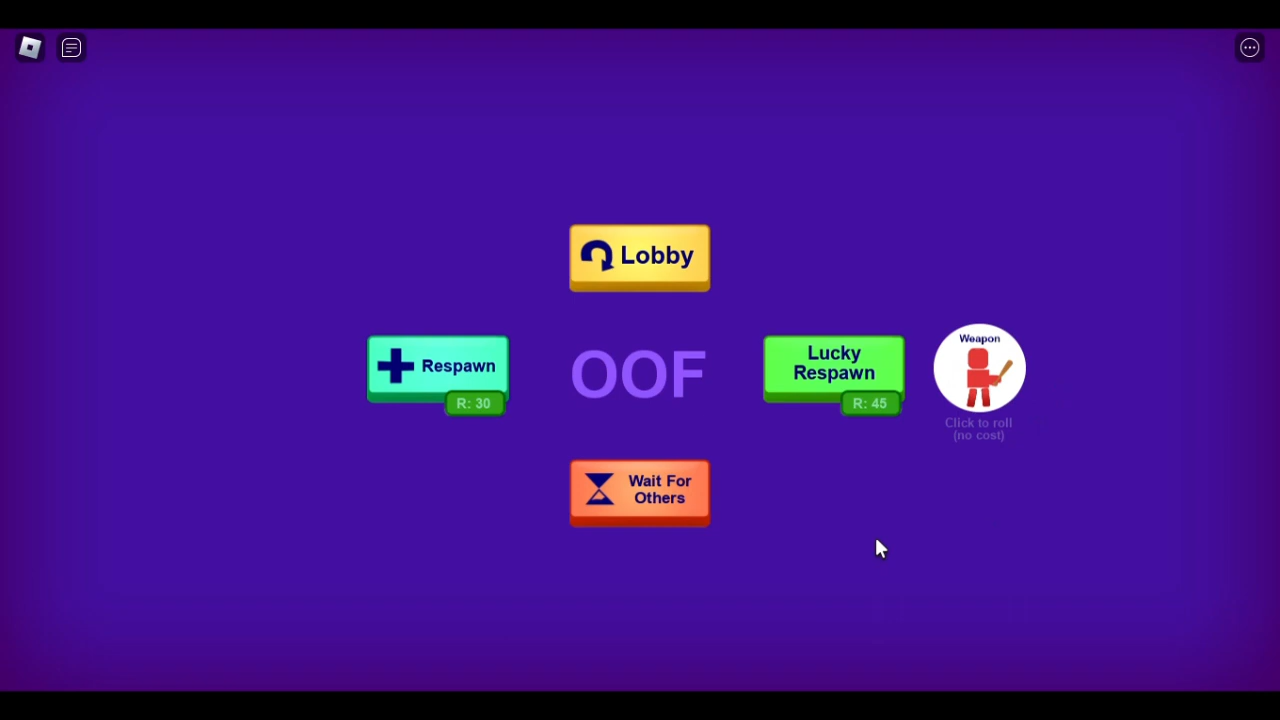 Lobby
Respawn
R: 30
OOF
Lucky
Respawn
R: 45
Weapon
Click to roll
(no cost)
Wait For
Others